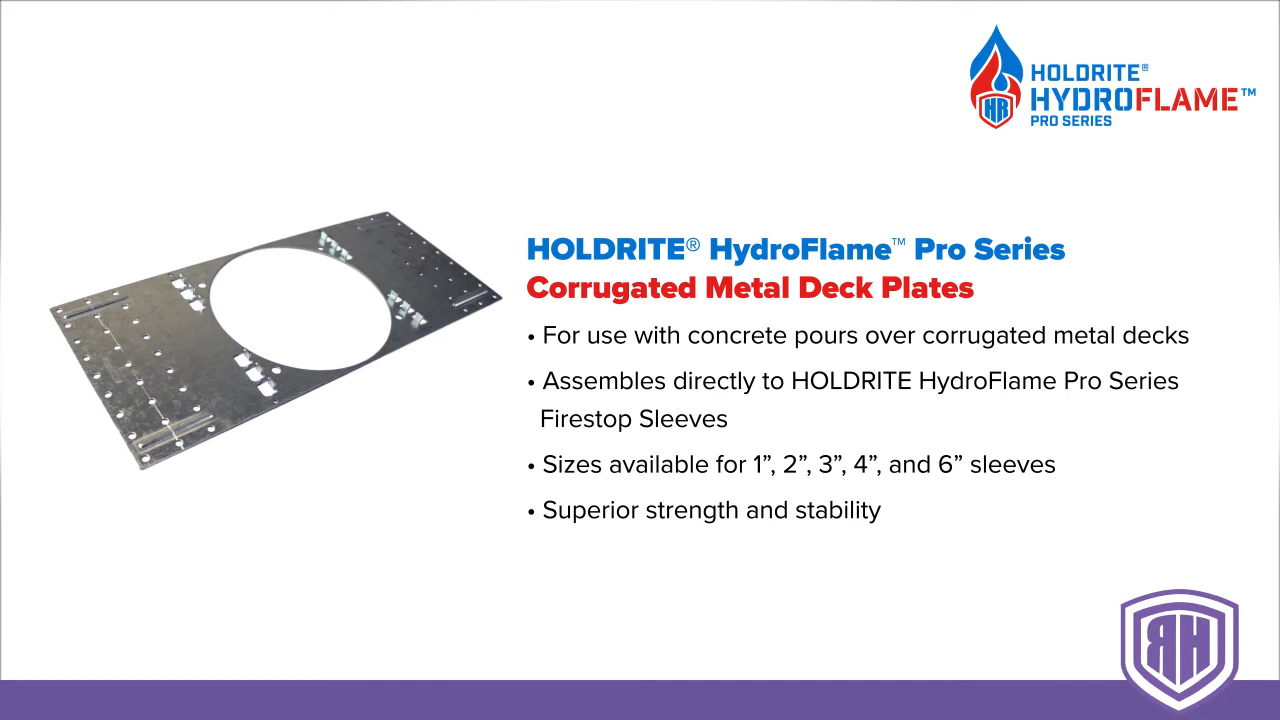 HOLDRITE®
HYDROFLAME™
PRO SERIES
HR
HOLDRITE® HydroFlame™ Pro Series
Corrugated Metal Deck Plates
• For use with concrete pours over corrugated metal decks
• Assembles directly to HOLDRITE HydroFlame Pro Series
Firestop Sleeves
• Sizes available for 1”, 2”, 3”, 4”, and 6” sleeves
• Superior strength and stability
RH